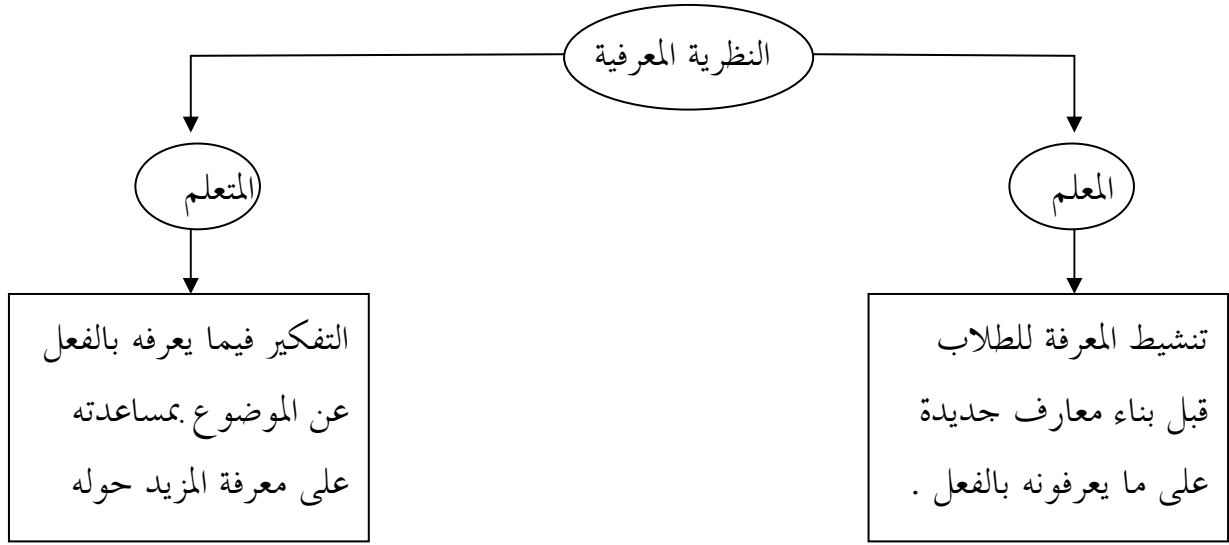 النظرية المعرفية
المعلم
المتعلم
تنشيط المعرفة للطلاب
قبل بناء معارف جديدة
على ما يعرفونه بالفعل .
التفكير فيما يعرفه بالفعل
عن الموضوع بمساعدته
على معرفة المزيد حوله